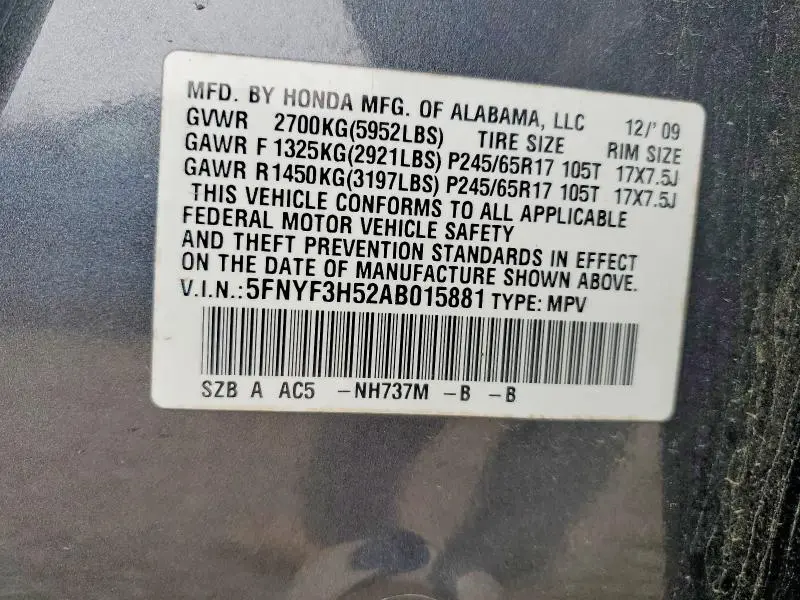 MFD. BY HONDA MFG. OF ALABAMA, LLC 12/'09
GVWR 2700KG(5952LBS) TIRE SIZE RIM SIZE
GAWR F 1325KG(2921LBS) P245/65R17 105T 17X7.5J
GAWR R1450KG(3197LBS) P245/65R17 105T 17X7.5J
THIS VEHICLE CONFORMS TO ALL APPLICABLE
FEDERAL MOTOR VEHICLE SAFETY
AND THEFT PREVENTION STANDARDS IN EFFECT
ON THE DATE OF MANUFACTURE SHOWN ABOVE.
V.I.N.:5FNYF3H52AB015881 TYPE: MPV
SZB A AC5 -NH737M -B -B